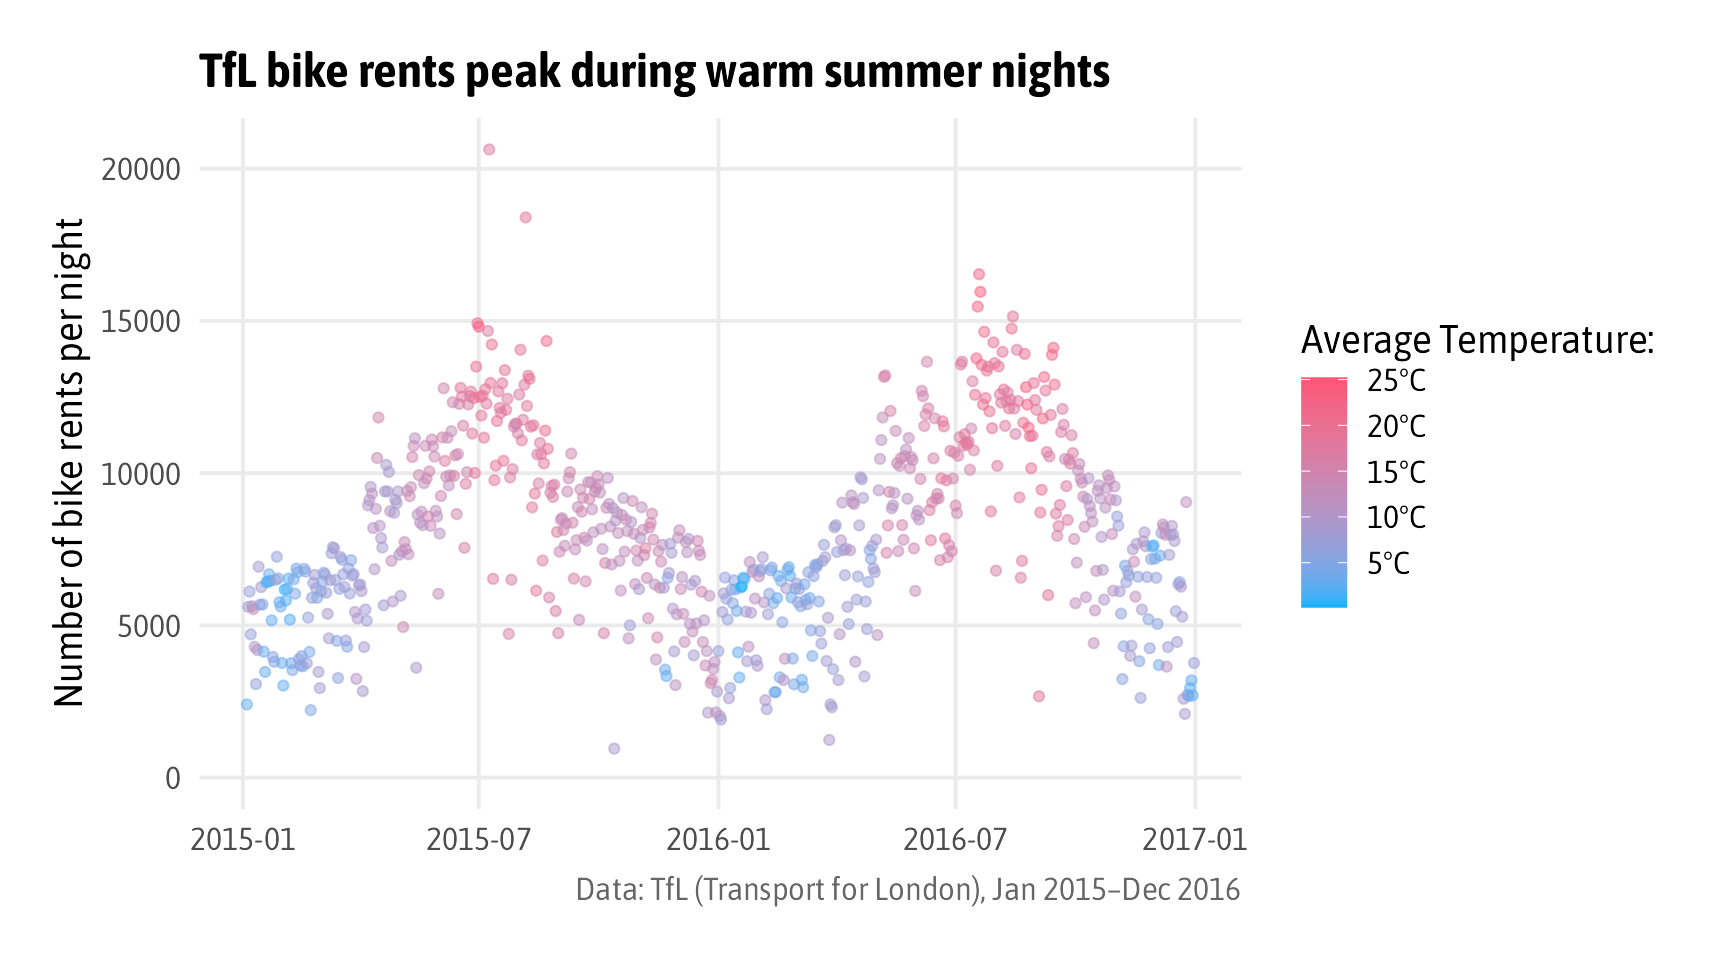 TfL bike rents peak during warm summer nights
Number of bike rents per night
20000
15000
10000
5000
0
2015-01 2015-07 2016-01 2016-07 2017-01
Data: TfL (Transport for London), Jan 2015–Dec 2016
Average Temperature:
25°C
20°C
15°C
10°C
5°C